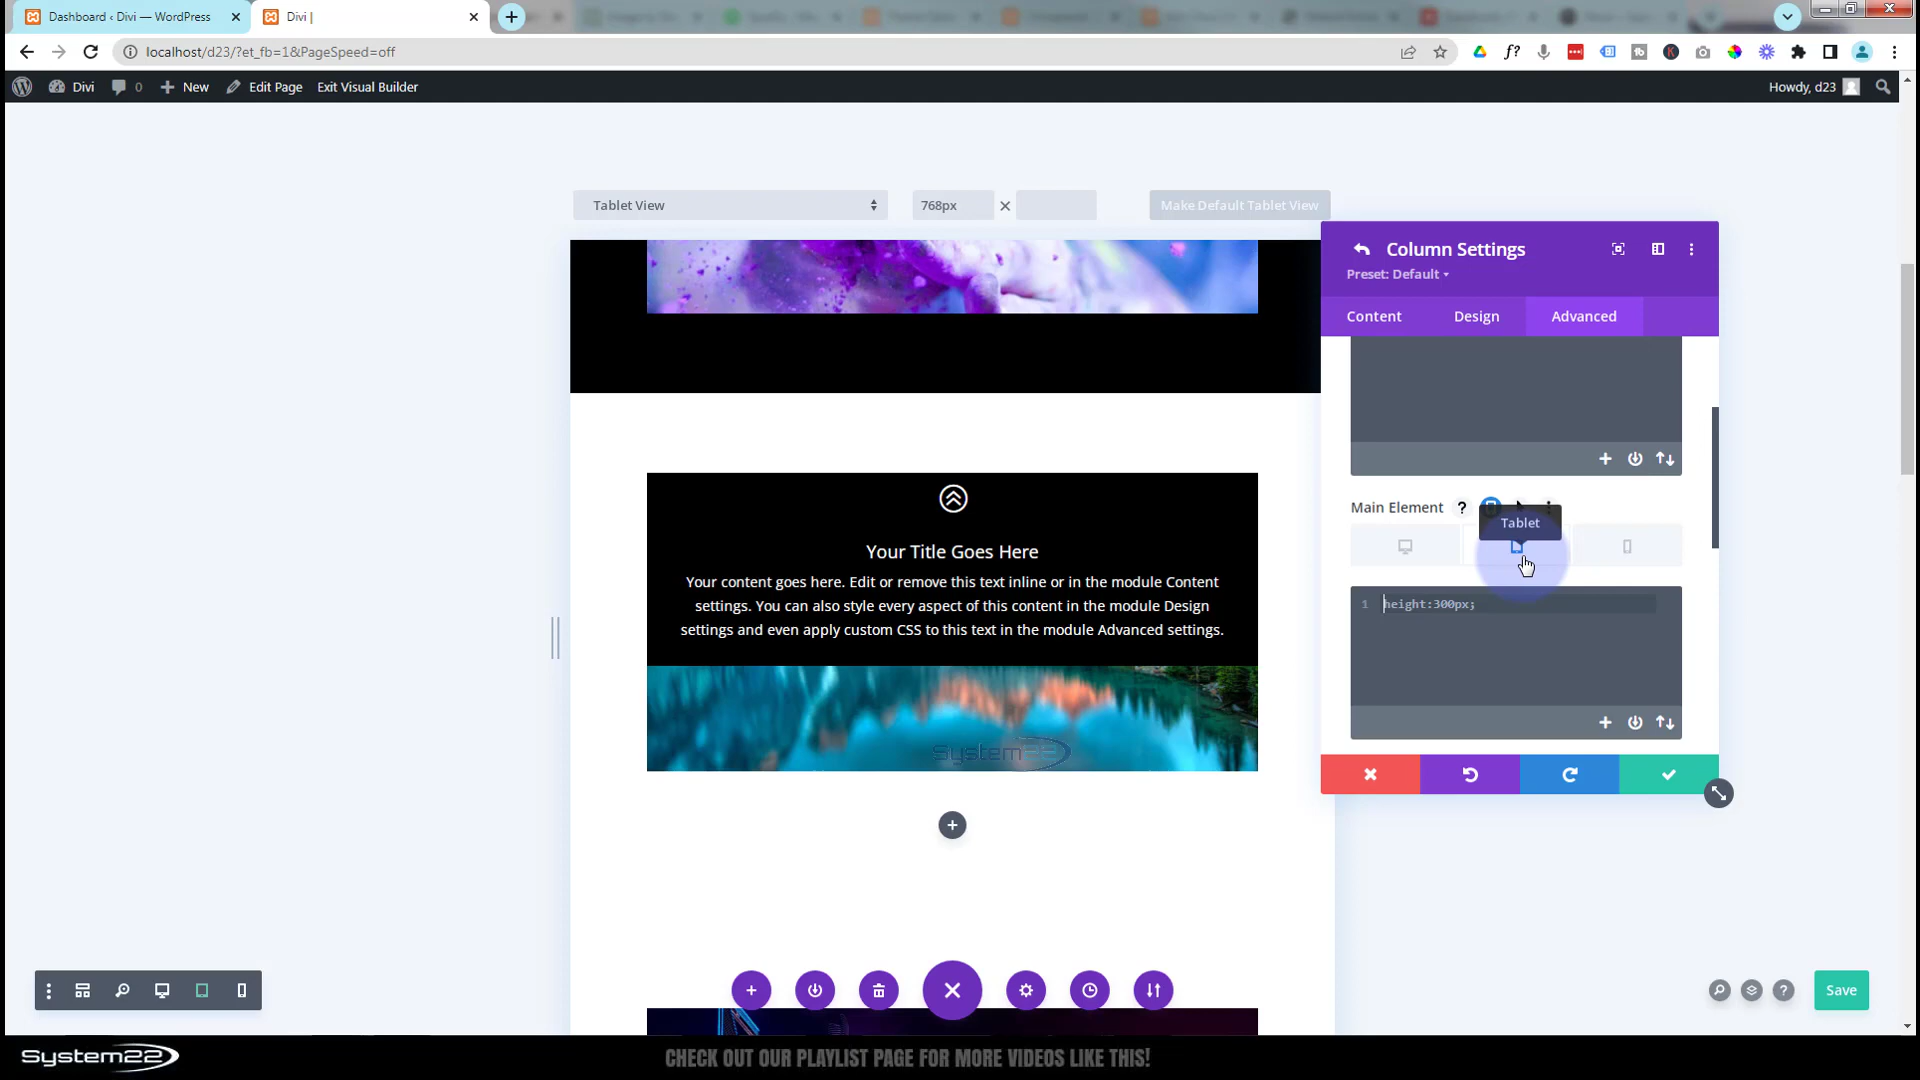 Dashboard ‹ Divi — WordPress
Divi |
localhost/d23/?et_fb=1&PageSpeed=off
Divi
0
New
Edit Page
Exit Visual Builder
Howdy, d23
Tablet View
768px
Make Default Tablet View
Column Settings
Preset: Default
Content
Design
Advanced
Main Element
Tablet
1 height:300px;
Your Title Goes Here
Your content goes here. Edit or remove this text inline or in the module Content
settings. You can also style every aspect of this content in the module Design
settings and even apply custom CSS to this text in the module Advanced settings.
System22
Save
System22
CHECK OUT OUR PLAYLIST PAGE FOR MORE VIDEOS LIKE THIS!